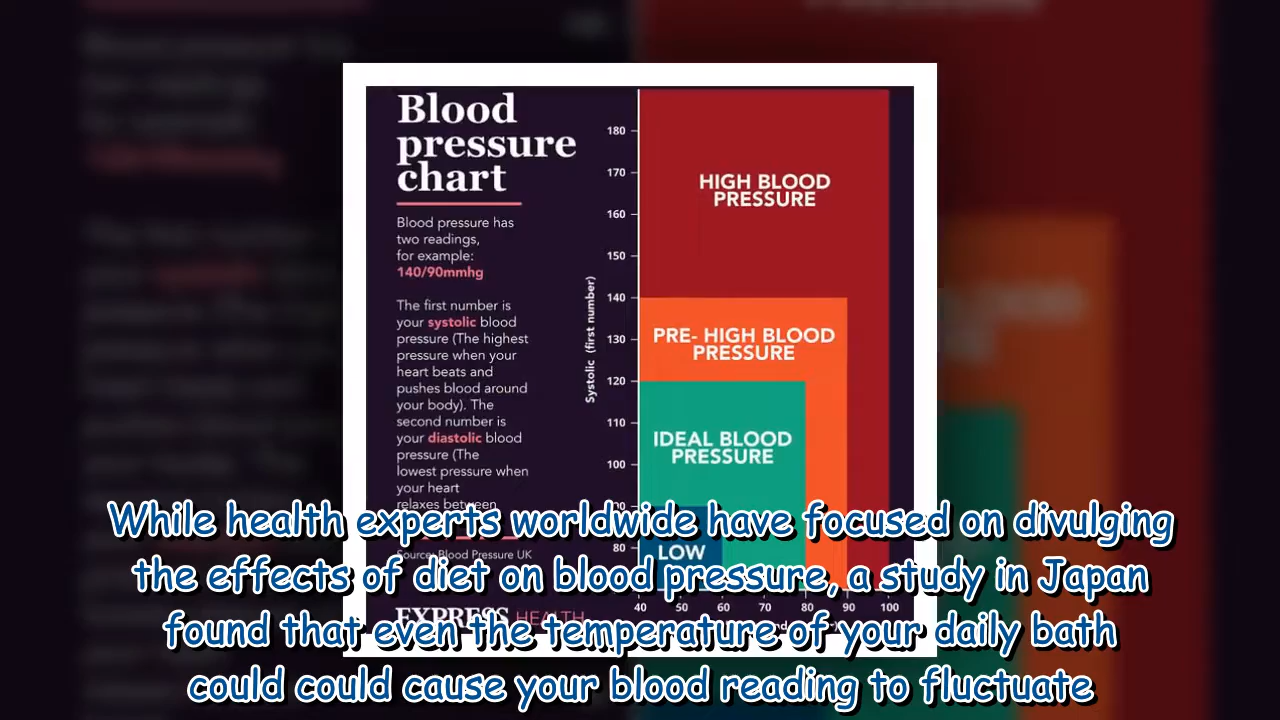 Blood
pressure
chart
Blood pressure has
two readings,
for example:
140/90mmhg
The first number is
your systolic blood
pressure (The highest
pressure when your
heart beats and
pushes blood around
your body). The
second number is
your diastolic blood
pressure (The
lowest pressure when
your heart
relaxes between
Source: Blood Pressure UK
EXPRESS HEALTH
Systolic (first number)
180
170
160
150
140
130
120
110
100
90
80
HIGH BLOOD
PRESSURE
PRE- HIGH BLOOD
PRESSURE
IDEAL BLOOD
PRESSURE
LOW
40 50 60 70 80 90 100
While health experts worldwide have focused on divulging
the effects of diet on blood pressure, a study in Japan
found that even the temperature of your daily bath
could could cause your blood reading to fluctuate